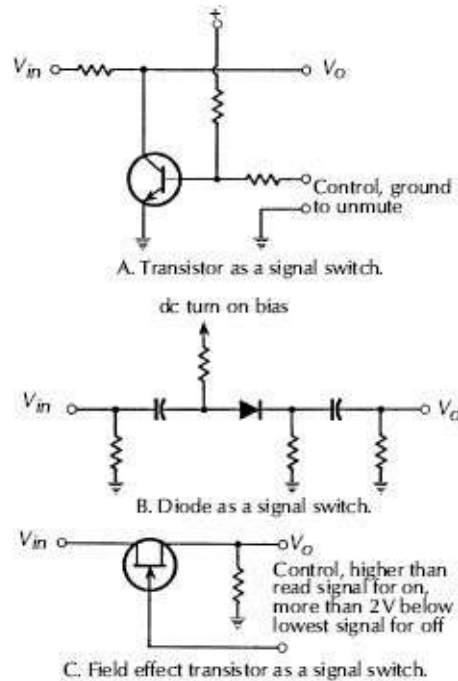 +
V_in
V_o
Control, ground
to unmute
A. Transistor as a signal switch.
dc turn on bias
V_in
V_o
B. Diode as a signal switch.
V_in
V_o
Control, higher than
read signal for on,
more than 2V below
lowest signal for off
C. Field effect transistor as a signal switch.